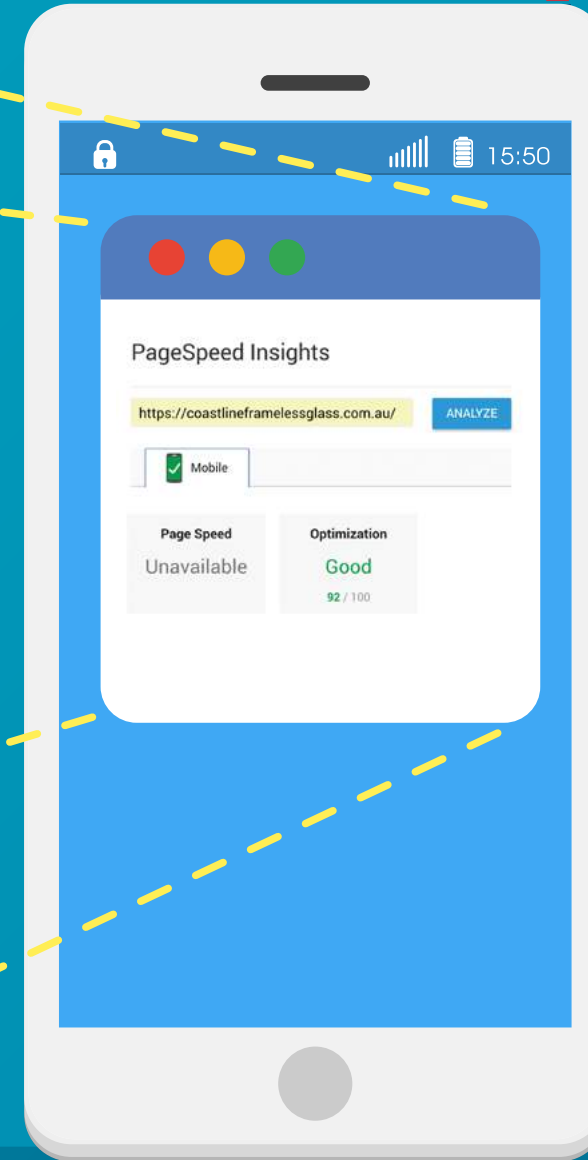 15:50
PageSpeed Insights
https://coastlineframelessglass.com.au/ ANALYZE
Mobile
Page Speed Optimization
Unavailable Good
92 / 100